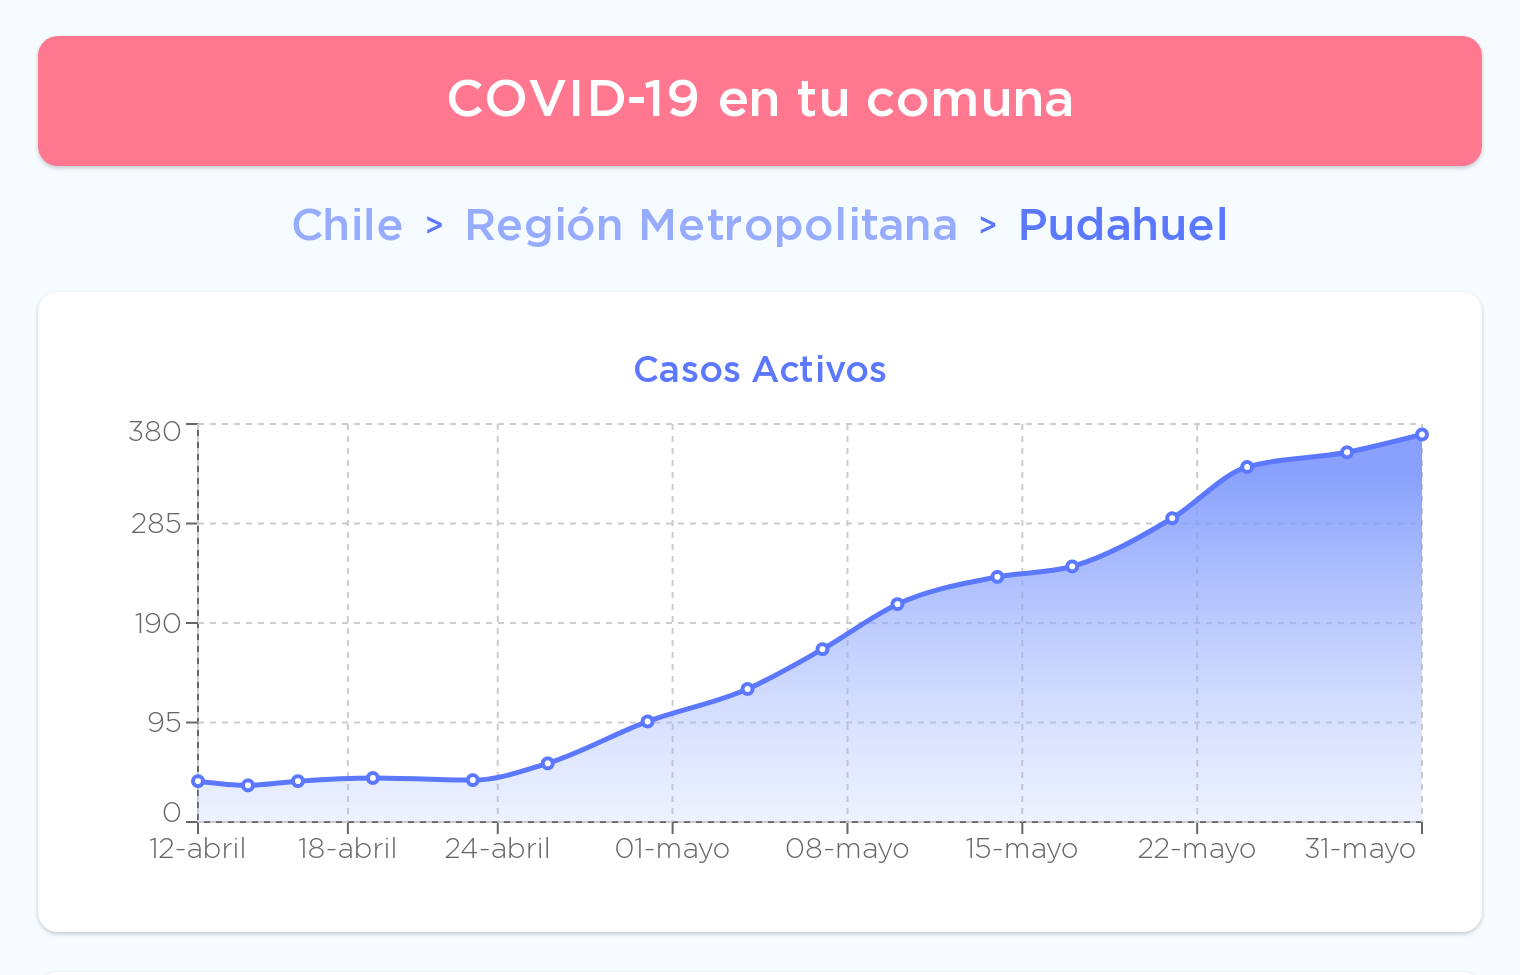 COVID-19 en tu comuna
Chile > Región Metropolitana > Pudahuel
Casos Activos
380
285
190
95
0
12-abril 18-abril 24-abril 01-mayo 08-mayo 15-mayo 22-mayo 31-mayo